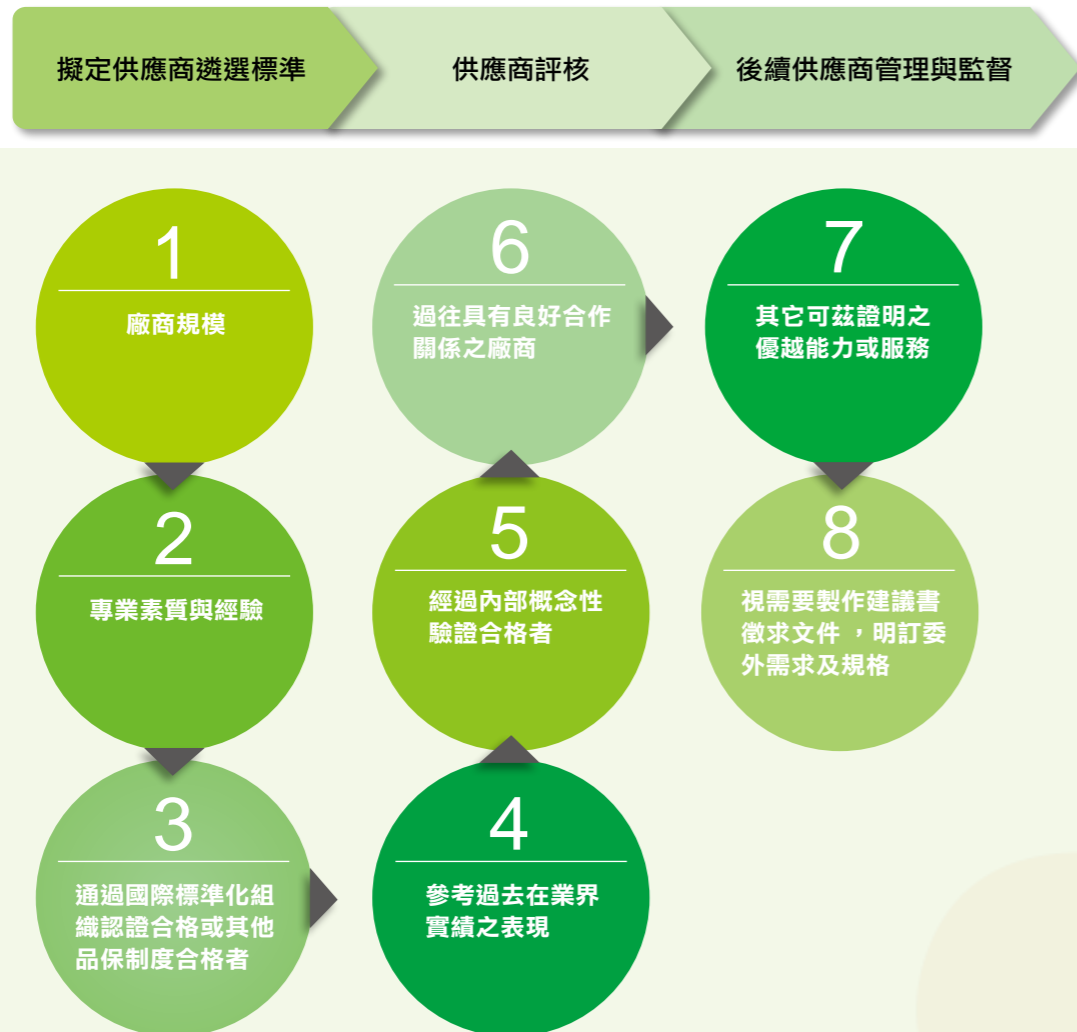 擬定供應商遴選標準
供應商評核
後續供應商管理與監督
1
廠商規模
2
專業素質與經驗
3
通過國際標準化組
織認證合格或其他
品保制度合格者
4
參考過去在業界
實績之表現
5
經過內部概念性
驗證合格者
6
過往具有良好合作
關係之廠商
7
其它可茲證明之
優越能力或服務
8
視需要製作建議書
徵求文件 ，明訂委
外需求及規格